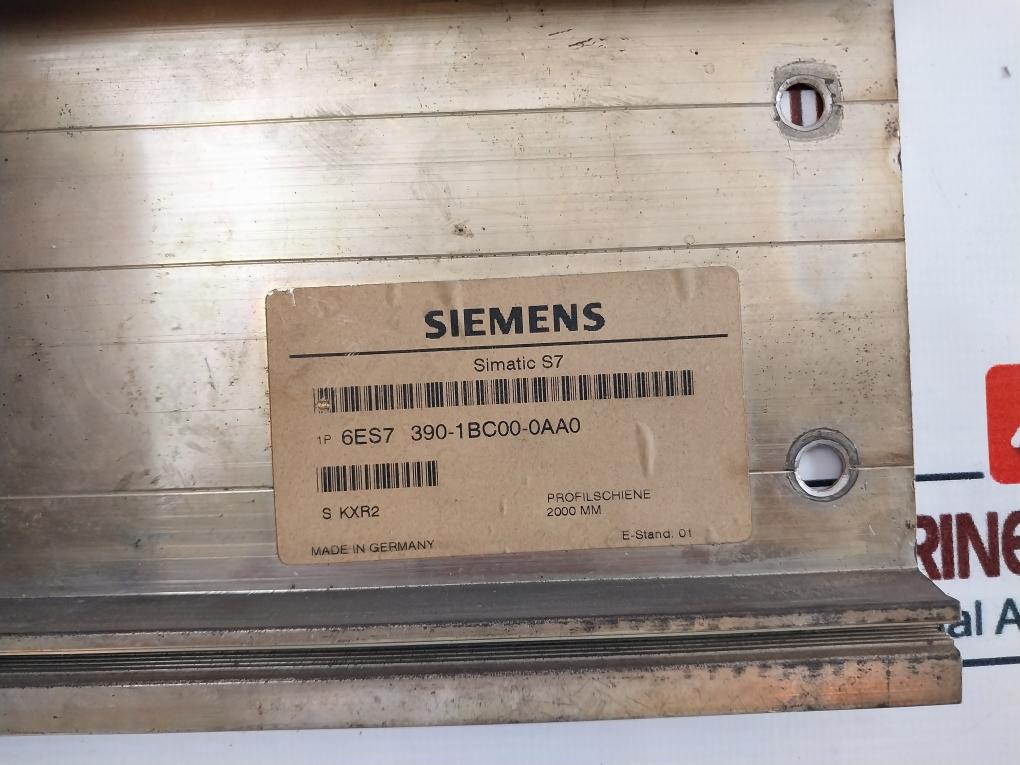 SIEMENS
Simatic S7
1P 6ES7 390-1BC00-0AA0
S KXR2
PROFILSCHIENE
2000 MM
MADE IN GERMANY
E-Stand: 01